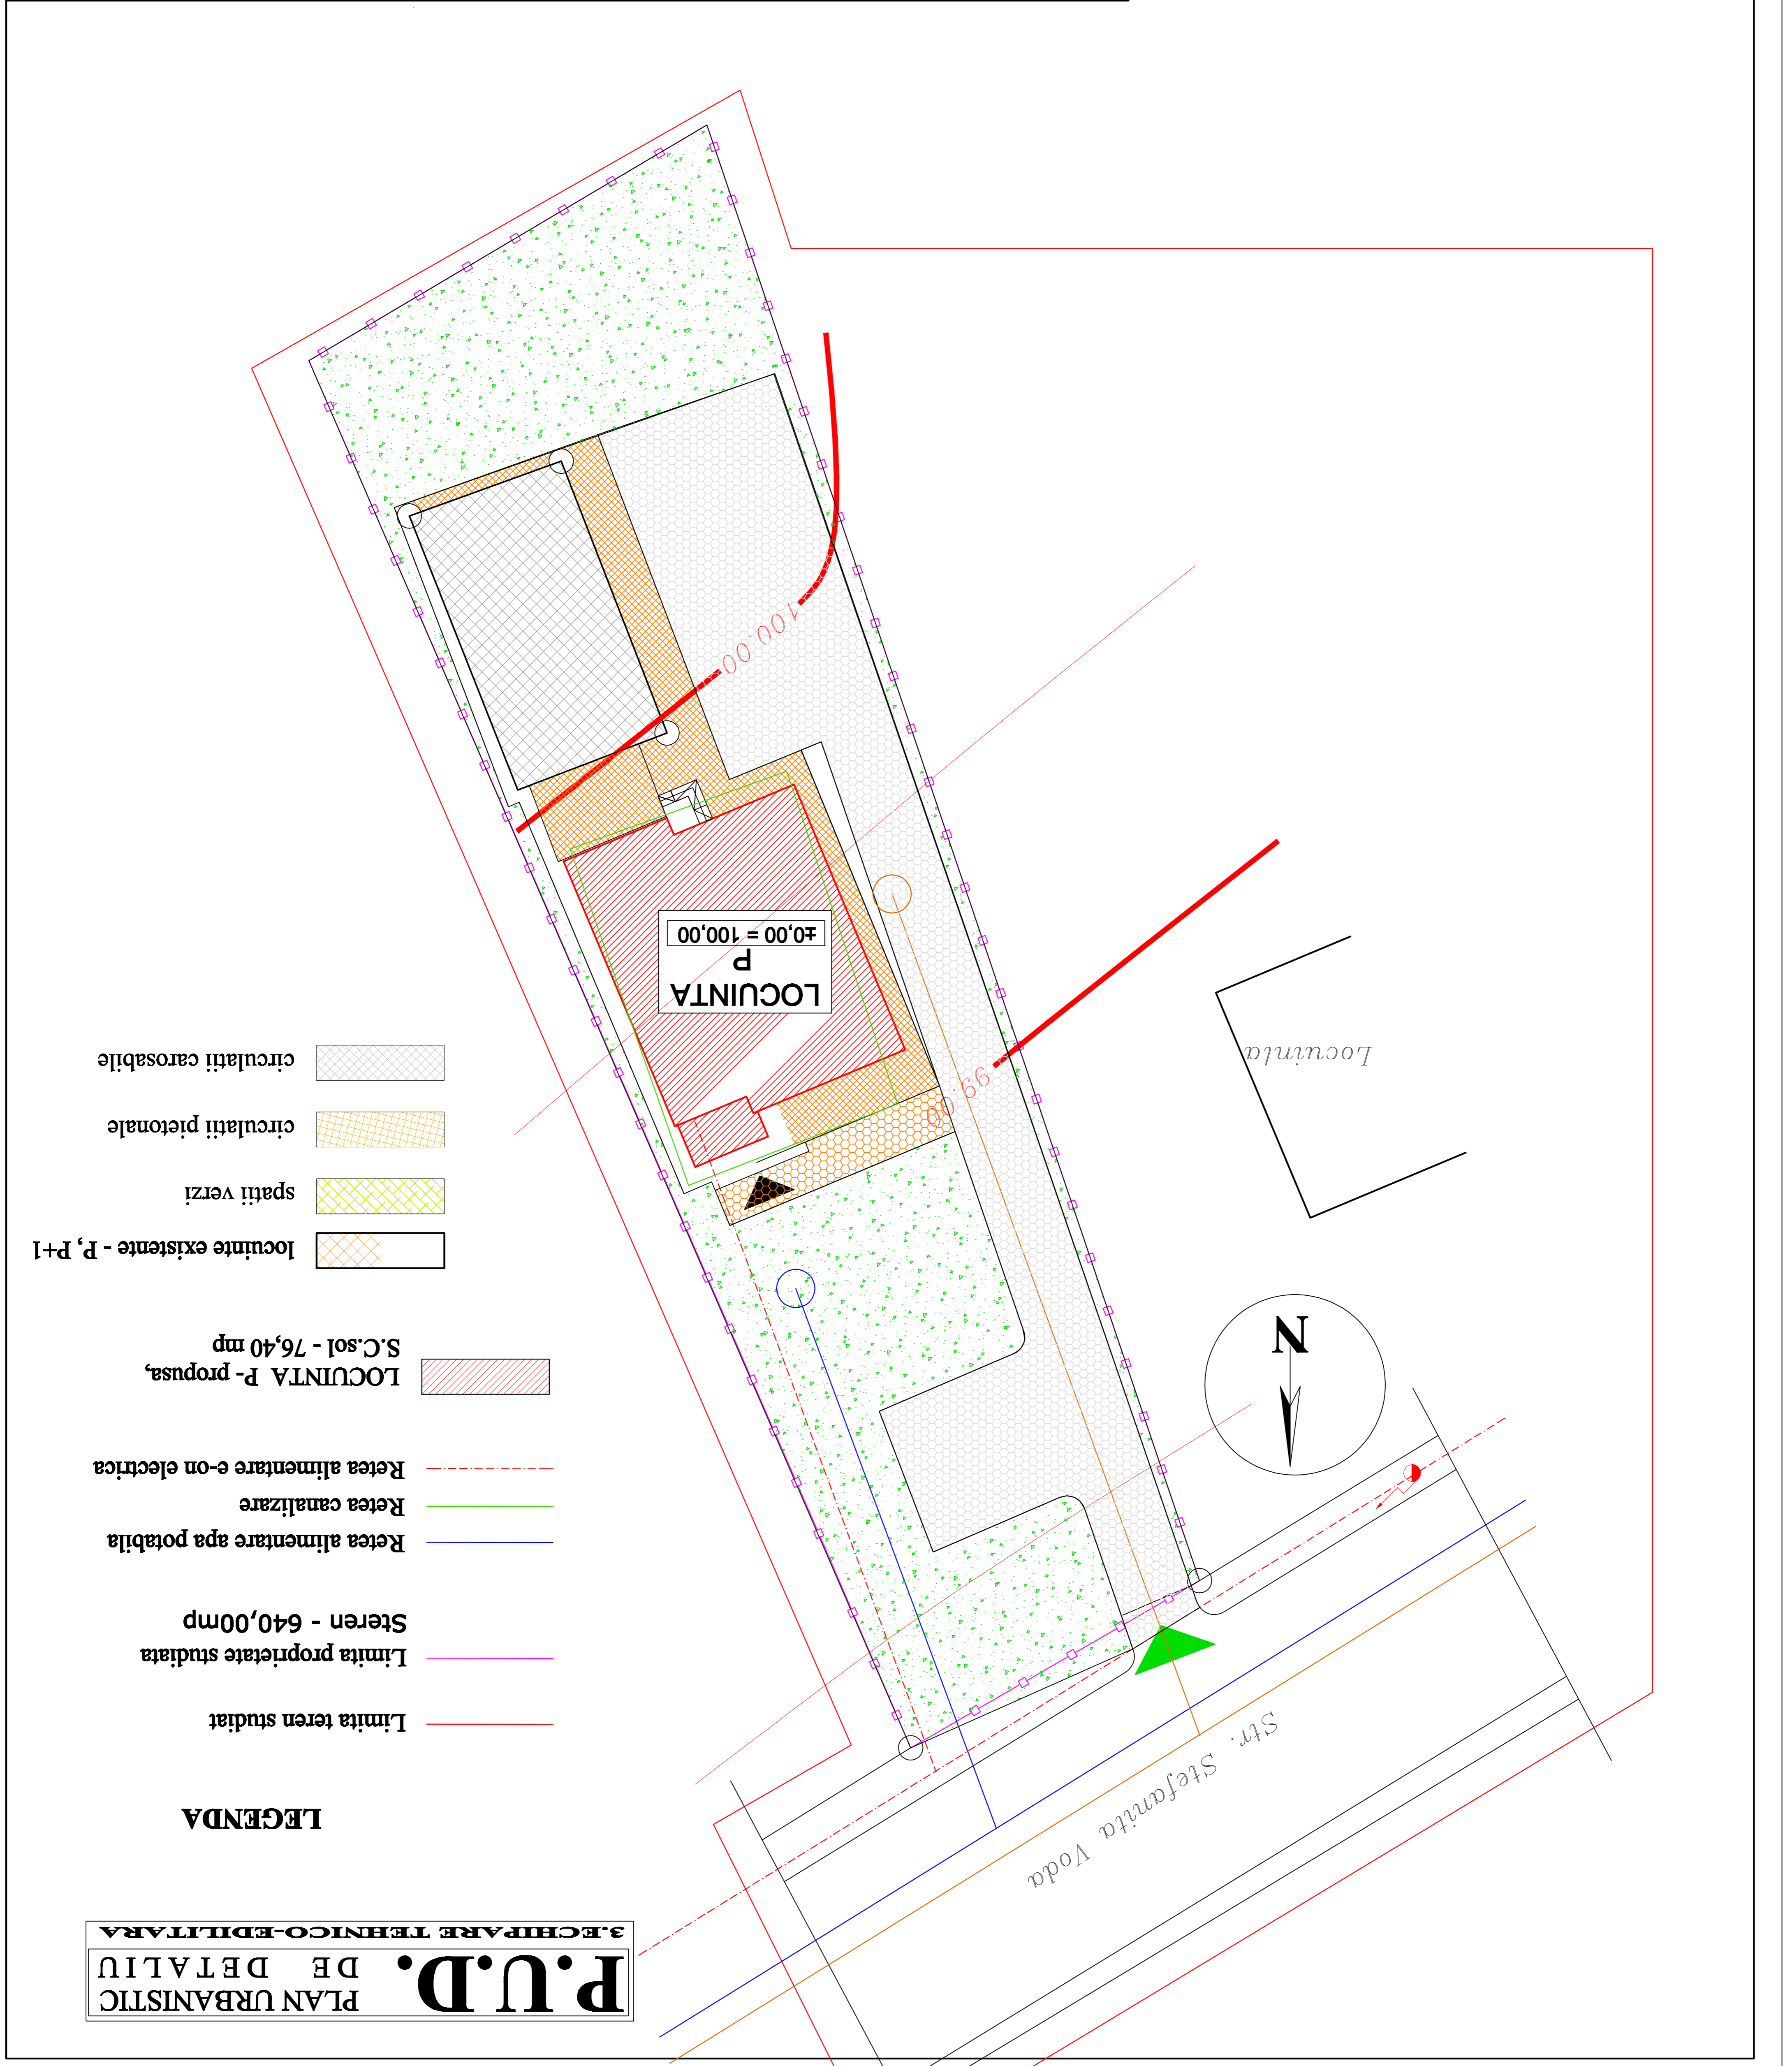 P.U.D.
PLAN URBANISTIC
DE DETALIU
3.ECHIPARE TEHNICO-EDILITARA
LEGENDA
Limita teren studiat
Limita proprietate studiata
Steren - 640,00mp
Retea alimentare apa potabila
Retea canalizare
Retea alimentare e-on electrica
LOCUINTA P- propusa,
S.C.sol - 76,40 mp
locuinte existente - P, P+1
spatii verzi
circulatii pietonale
circulatii carosabile
Str. Stefanita Voda
N
Locuinta
99.00
LOCUINTA
P
±0,00 = 100,00
100.00